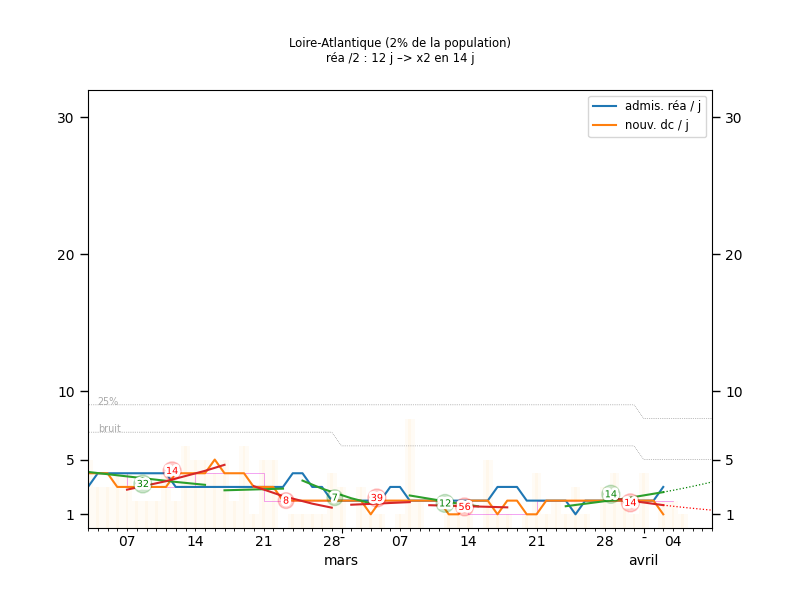 Loire-Atlantique (2% de la population)
réa /2 : 12 j –> x2 en 14 j
admis. réa / j
nouv. dc / j
30 30
20 20
10 10
25%
bruit
5 5
14 32 8 7 39 12 56 14 14
1 1
07 14 21 28 07 14 21 28 04
mars avril